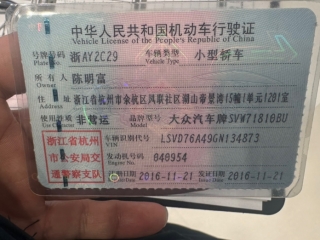 中华人民共和国机动车行驶证
Vehicle License of the People's Republic of China
号牌号码 浙AY2C29 车辆类型 小型轿车
Plate No. Vehicle Type
所有人 陈明富
Owner
住址 浙江省杭州市余杭区风联社区湖山帝景湾15幢1单元1201室
Address
使用性质 非营运 品牌型号 大众汽车牌SVW71810BU
Use Character Model
浙江省杭州 车辆识别代号 LSVD76A49GN134873
VIN
市公安局交 发动机号码 040954
Engine No.
通警察支队 注册日期 2016-11-21 发证日期 2016-11-21
Register Date Issue Date